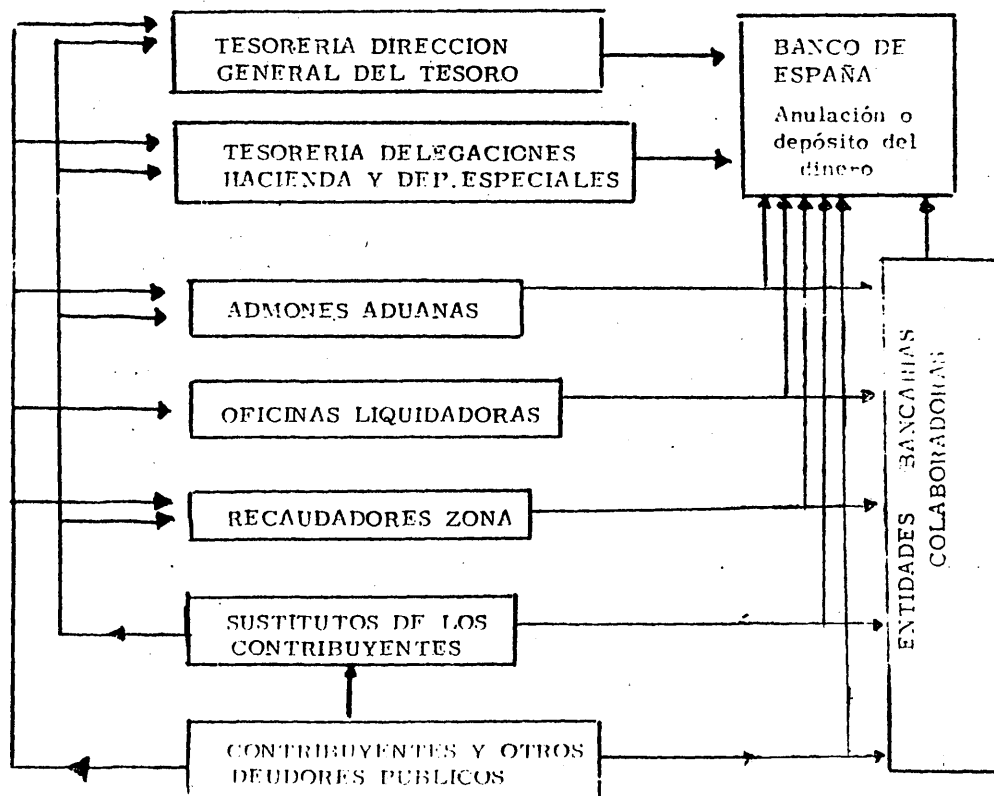 TESORERIA DIRECCION
GENERAL DEL TESORO
BANCO DE
ESPAÑA
Anulación o
depósito del
dinero
TESORERIA DELEGACIONES
HACIENDA Y DEP.ESPECIALES
ADMONES ADUANAS
OFICINAS LIQUIDADORAS
RECAUDADORES ZONA
SUSTITUTOS DE LOS
CONTRIBUYENTES
CONTRIBUYENTES Y OTROS
DEUDORES PUBLICOS
ENTIDADES BANCARIAS
COLABORADORAS